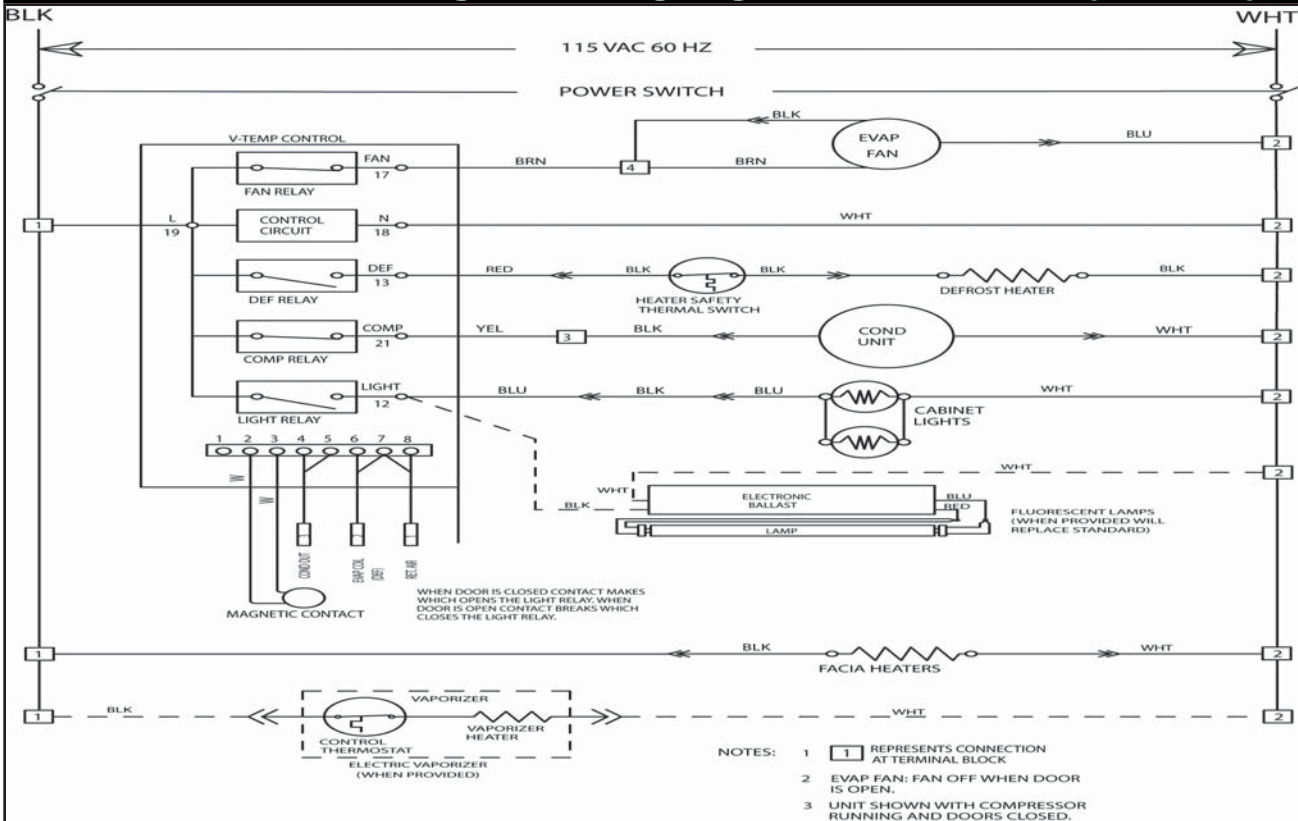 BLK
WHT
115 VAC 60 HZ
POWER SWITCH
V-TEMP CONTROL
FAN
17
FAN RELAY
BRN
4
BLK
BRN
EVAP
FAN
BLU
2
1
L
19
CONTROL
CIRCUIT
N
18
WHT
2
DEF
13
DEF RELAY
RED
BLK
BLK
HEATER SAFETY
THERMAL SWITCH
DEFROST HEATER
BLK
2
COMP
21
COMP RELAY
YEL
3
BLK
COND
UNIT
WHT
2
LIGHT
12
LIGHT RELAY
BLU
BLK
BLU
CABINET
LIGHTS
WHT
2
1 2 3 4 5 6 7 8
W
W
COND OUT
EVAP COIL
(DEF)
RET. AIR
MAGNETIC CONTACT
WHT
2
WHT
BLK
ELECTRONIC
BALLAST
BLU
RED
LAMP
FLUORESCENT LAMPS
(WHEN PROVIDED WILL
REPLACE STANDARD)
WHEN DOOR IS CLOSED CONTACT MAKES
WHICH OPENS THE LIGHT RELAY. WHEN
DOOR IS OPEN CONTACT BREAKS WHICH
CLOSES THE LIGHT RELAY.
1
BLK
FACIA HEATERS
WHT
2
1
BLK
VAPORIZER
CONTROL
THERMOSTAT
VAPORIZER
HEATER
ELECTRIC VAPORIZER
(WHEN PROVIDED)
WHT
2
NOTES: 1 1 REPRESENTS CONNECTION
AT TERMINAL BLOCK
2 EVAP FAN: FAN OFF WHEN DOOR
IS OPEN.
3 UNIT SHOWN WITH COMPRESSOR
RUNNING AND DOORS CLOSED.